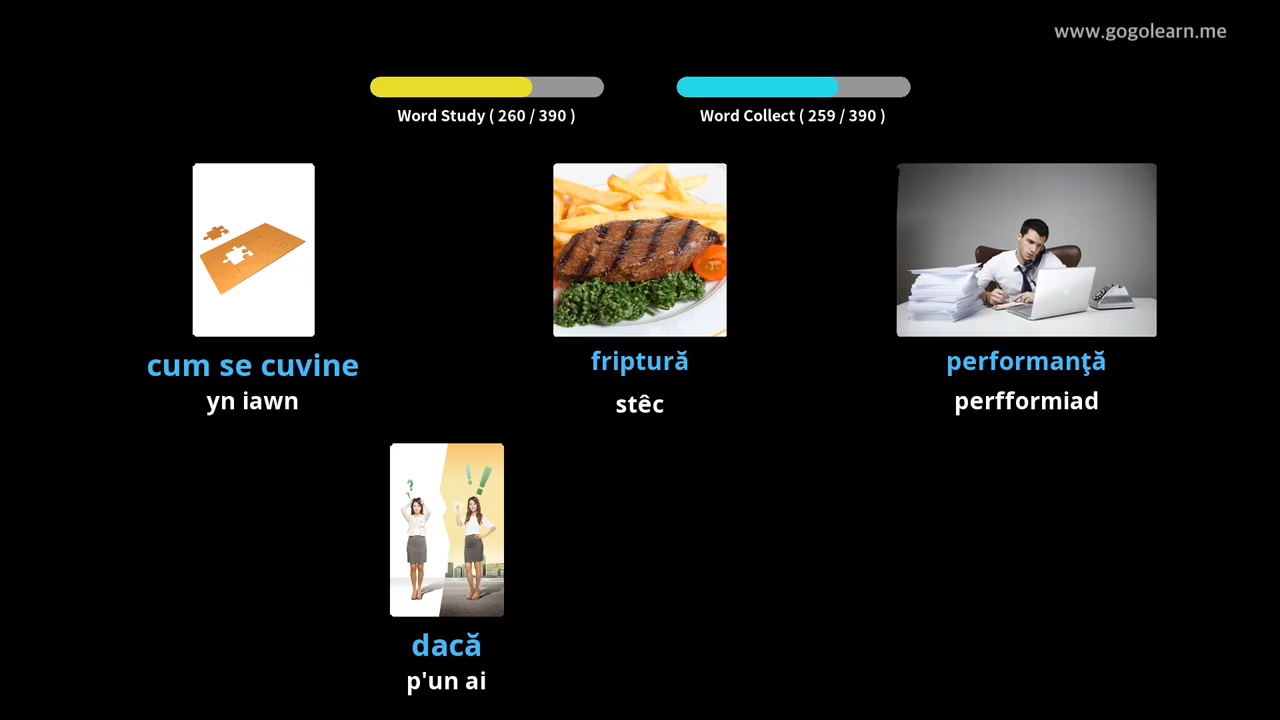 www.gogolearn.me
Word Study ( 260 / 390 )
Word Collect ( 259 / 390 )
cum se cuvine
yn iawn
friptură
stêc
performanţă
perfformiad
dacă
p'un ai